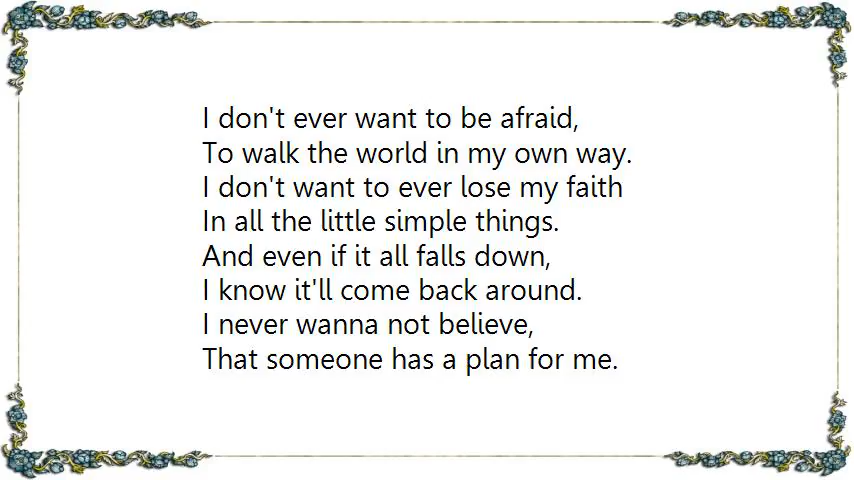 I don't ever want to be afraid,
To walk the world in my own way.
I don't want to ever lose my faith
In all the little simple things.
And even if it all falls down,
I know it'll come back around.
I never wanna not believe,
That someone has a plan for me.